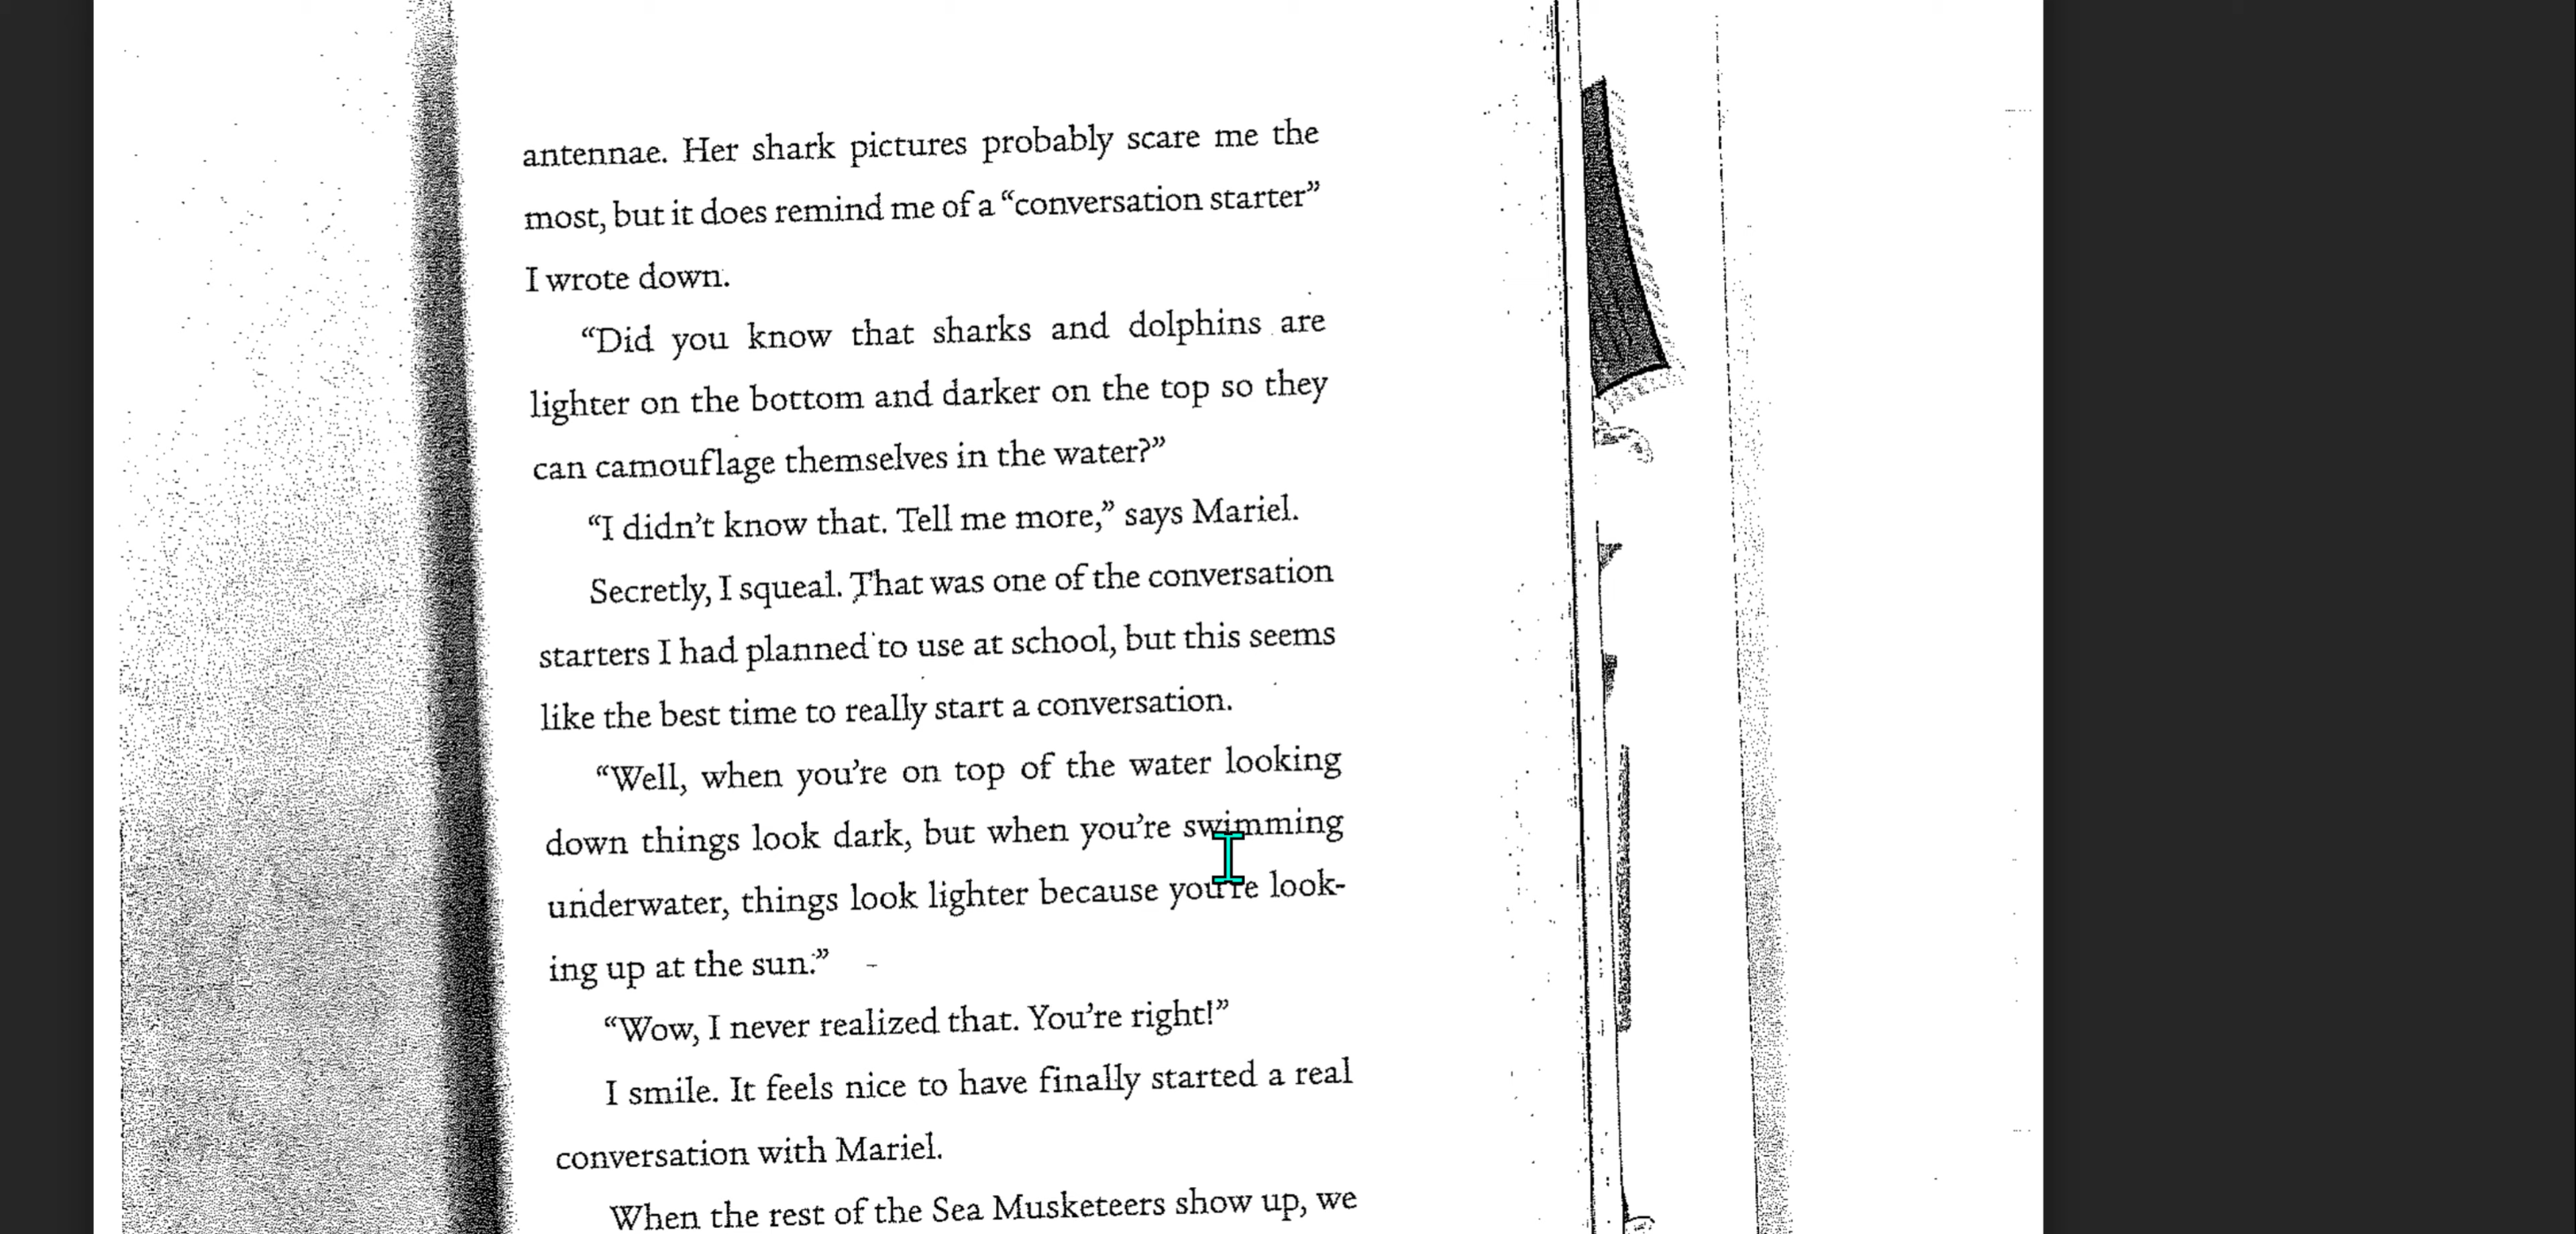 antennae. Her shark pictures probably scare me the
most, but it does remind me of a “conversation starter”
I wrote down.
“Did you know that sharks and dolphins are
lighter on the bottom and darker on the top so they
can camouflage themselves in the water?”
“I didn’t know that. Tell me more,” says Mariel.
Secretly, I squeal. That was one of the conversation
starters I had planned to use at school, but this seems
like the best time to really start a conversation.
“Well, when you’re on top of the water looking
down things look dark, but when you’re swimming
underwater, things look lighter because you’re look-
ing up at the sun.”
“Wow, I never realized that. You’re right!”
I smile. It feels nice to have finally started a real
conversation with Mariel.
When the rest of the Sea Musketeers show up, we